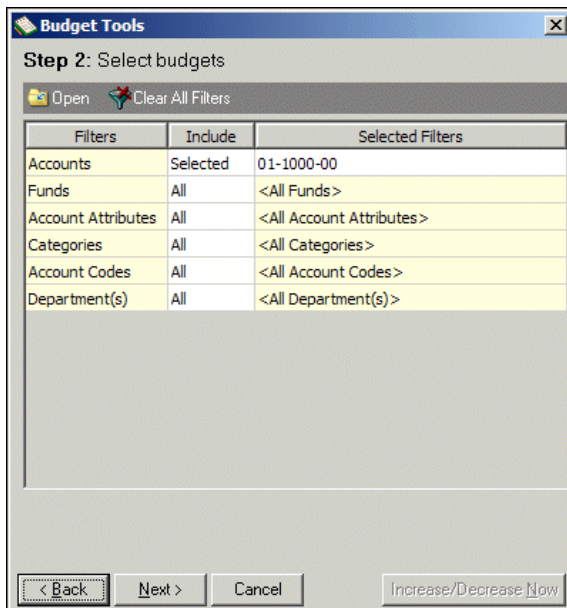 Budget Tools
Step 2: Select budgets
Open Clear All Filters
Filters Include Selected Filters
Accounts Selected 01-1000-00
Funds All <All Funds>
Account Attributes All <All Account Attributes>
Categories All <All Categories>
Account Codes All <All Account Codes>
Department(s) All <All Department(s)>
< Back Next > Cancel Increase/Decrease Now